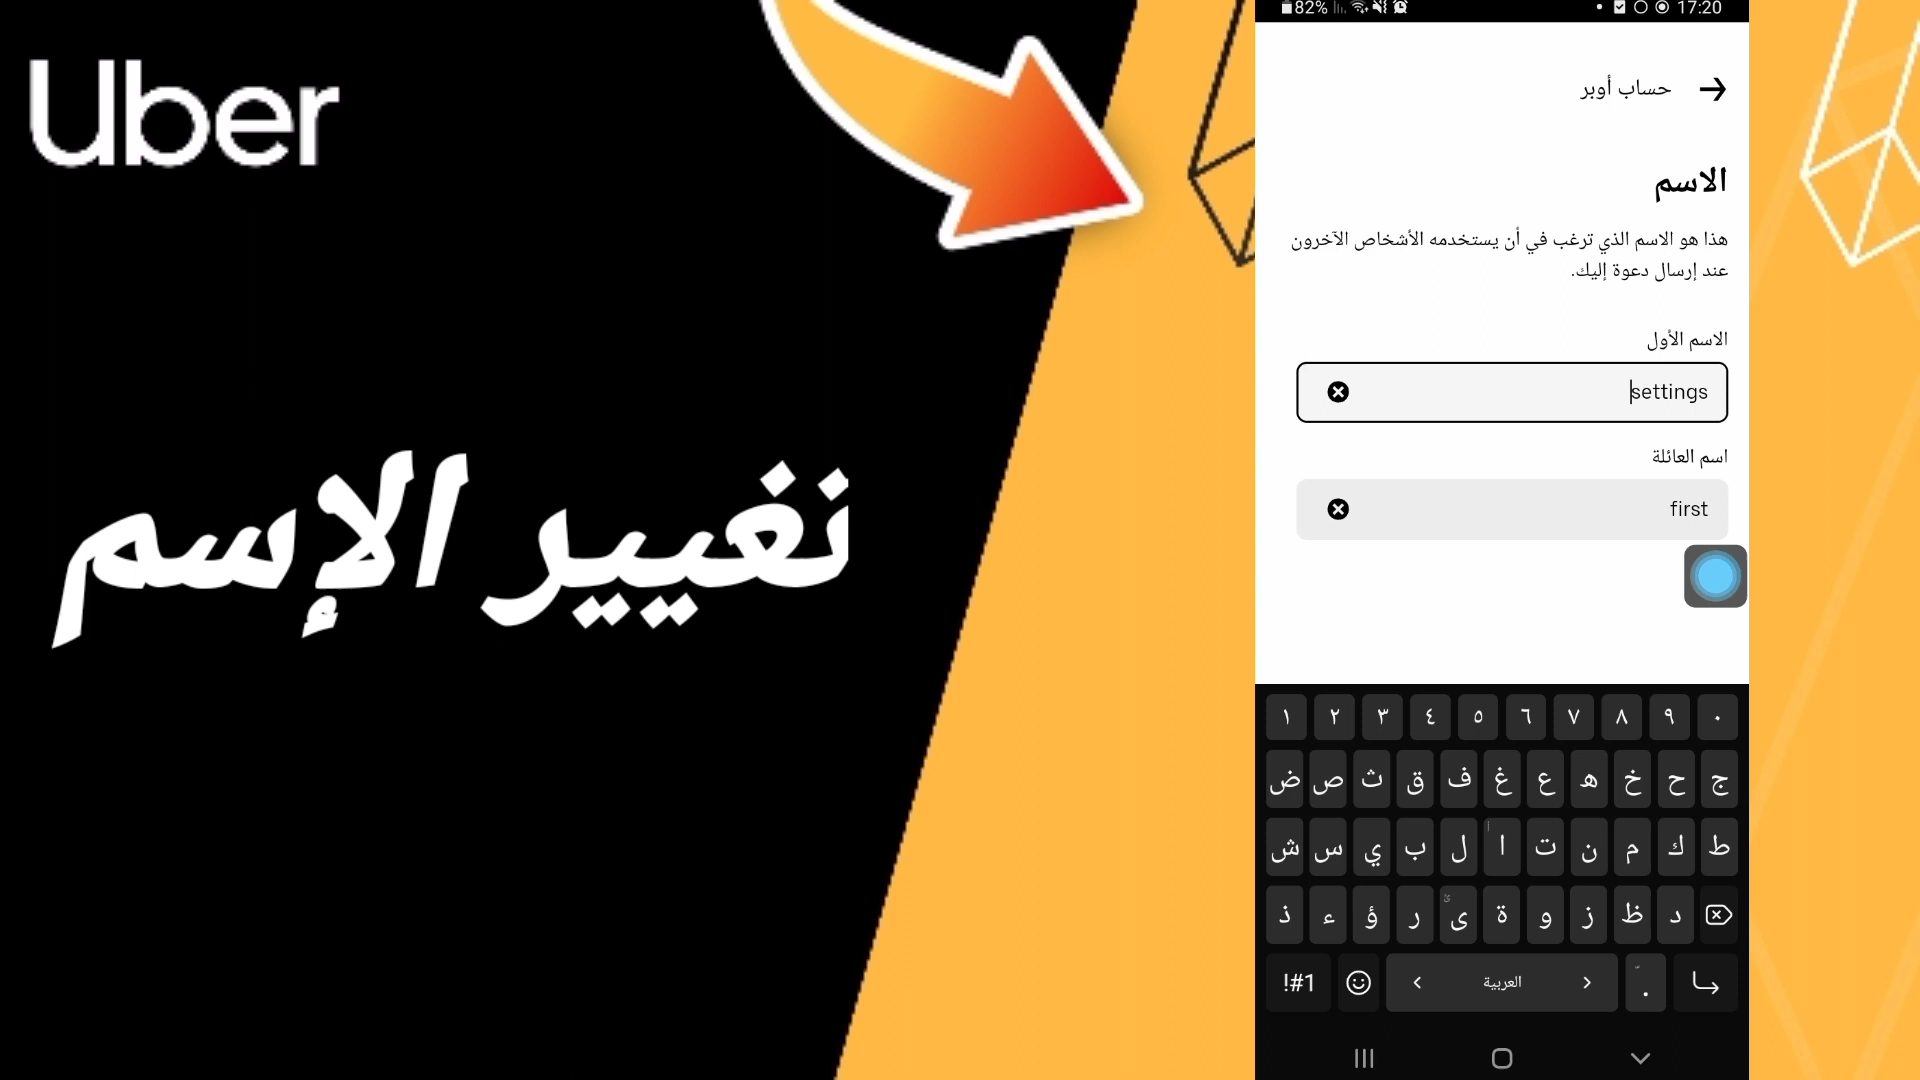 Uber
تغيير الإسم
82%
17:20
حساب أوبر
الاسم
هذا هو الاسم الذي ترغب في أن يستخدمه الأشخاص الآخرون
عند إرسال دعوة إليك.
الاسم الأول
settings
اسم العائلة
first
١ ٢ ٣ ٤ ٥ ٦ ٧ ٨ ٩ ٠
ض ص ث ق ف غ ع ه خ ح ج
ش س ي ب ل ا ت ن م ك ط
ذ ء ؤ ر ى ة و ز ظ د
!#1
العربية
.